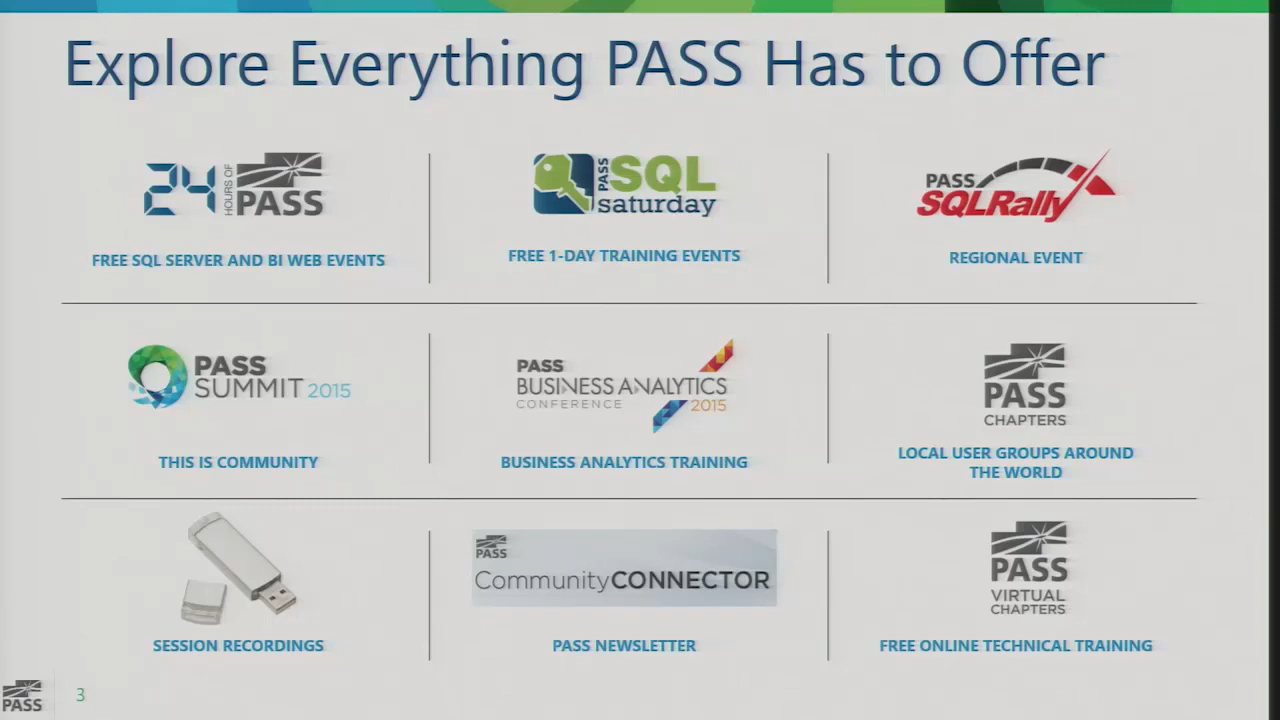 Explore Everything PASS Has to Offer
24 HOURS OF PASS
FREE SQL SERVER AND BI WEB EVENTS
PASS SQL saturday
FREE 1-DAY TRAINING EVENTS
PASS
SQLRally
REGIONAL EVENT
PASS
SUMMIT 2015
THIS IS COMMUNITY
PASS
BUSINESS ANALYTICS
CONFERENCE 2015
BUSINESS ANALYTICS TRAINING
PASS
CHAPTERS
LOCAL USER GROUPS AROUND
THE WORLD
SESSION RECORDINGS
PASS
CommunityCONNECTOR
PASS NEWSLETTER
PASS
VIRTUAL
CHAPTERS
FREE ONLINE TECHNICAL TRAINING
PASS
3